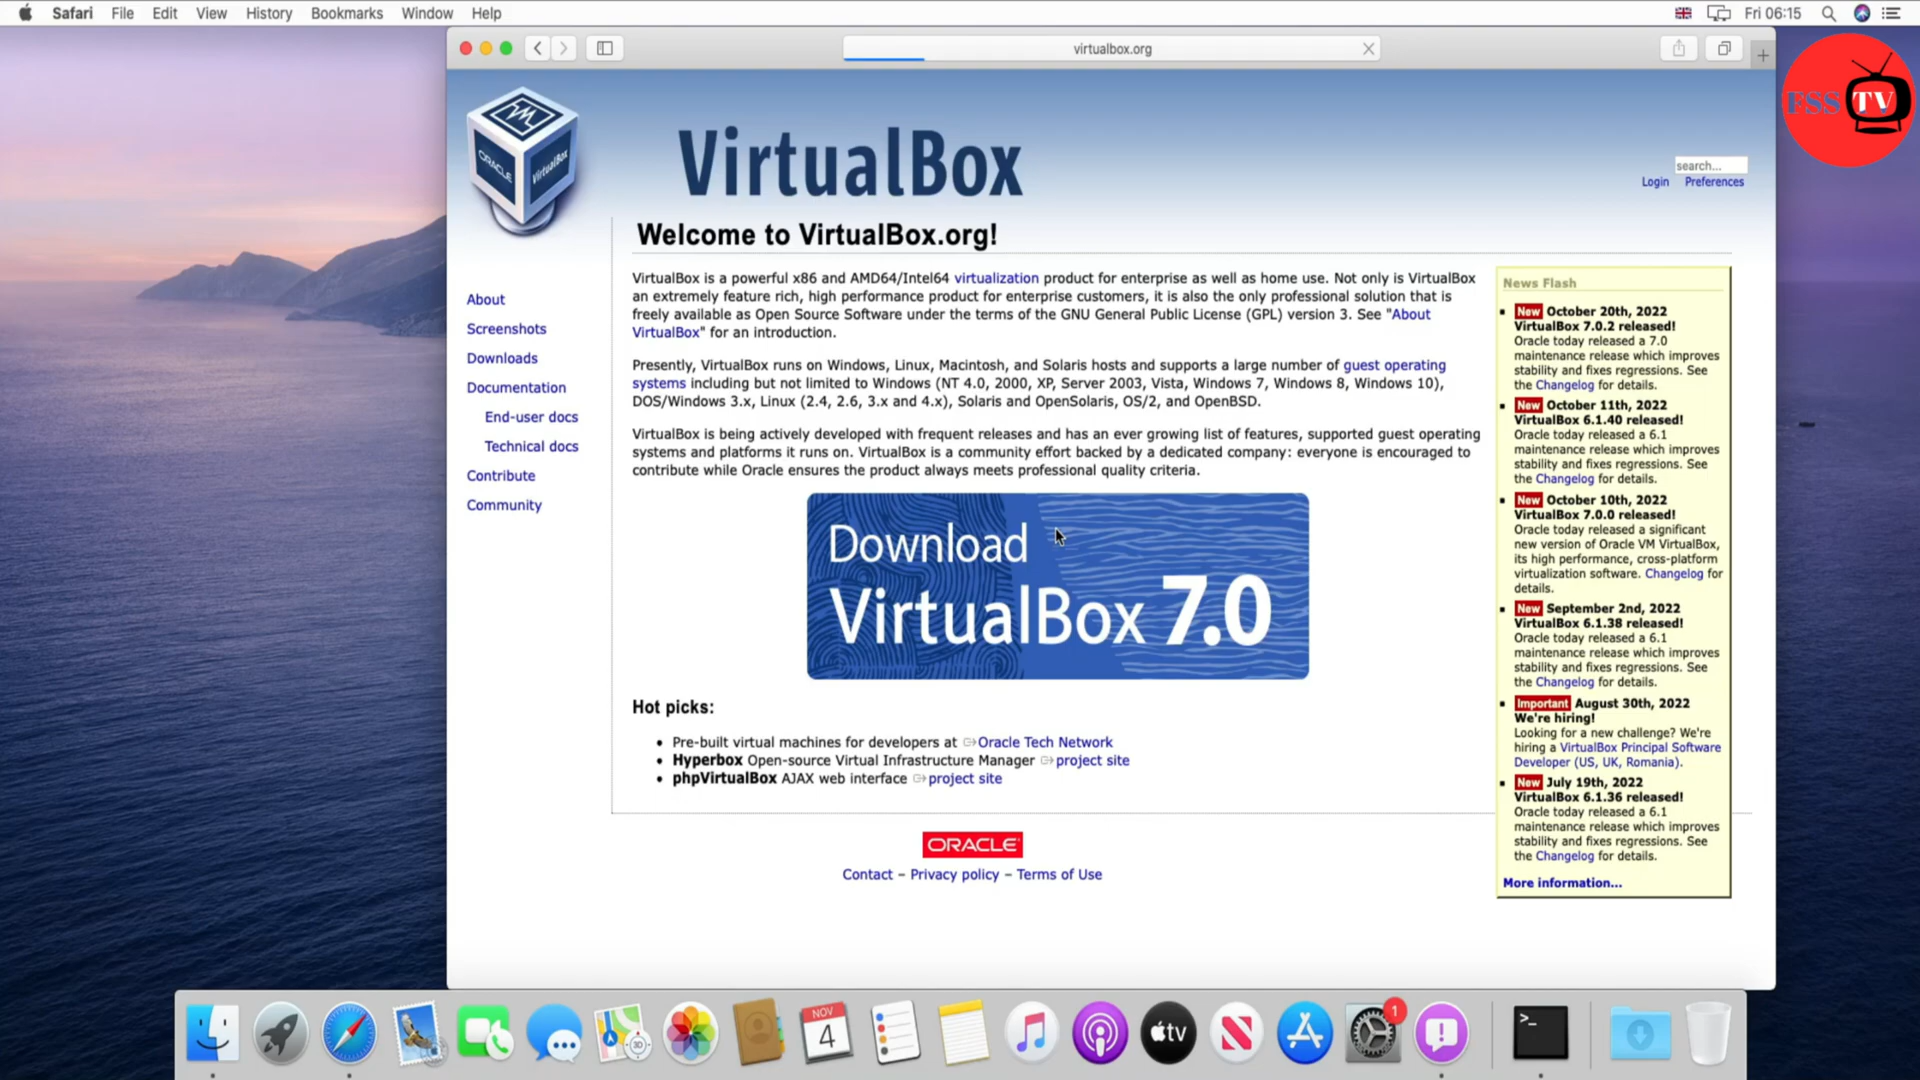 Safari File Edit View History Bookmarks Window Help
Fri 06:15
virtualbox.org
FSS TV
ORACLE
VirtualBox
VirtualBox
search...
Login Preferences
Welcome to VirtualBox.org!
About
Screenshots
Downloads
Documentation
End-user docs
Technical docs
Contribute
Community
VirtualBox is a powerful x86 and AMD64/Intel64 virtualization product for enterprise as well as home use. Not only is VirtualBox
an extremely feature rich, high performance product for enterprise customers, it is also the only professional solution that is
freely available as Open Source Software under the terms of the GNU General Public License (GPL) version 3. See "About
VirtualBox" for an introduction.
Presently, VirtualBox runs on Windows, Linux, Macintosh, and Solaris hosts and supports a large number of guest operating
systems including but not limited to Windows (NT 4.0, 2000, XP, Server 2003, Vista, Windows 7, Windows 8, Windows 10),
DOS/Windows 3.x, Linux (2.4, 2.6, 3.x and 4.x), Solaris and OpenSolaris, OS/2, and OpenBSD.
VirtualBox is being actively developed with frequent releases and has an ever growing list of features, supported guest operating
systems and platforms it runs on. VirtualBox is a community effort backed by a dedicated company: everyone is encouraged to
contribute while Oracle ensures the product always meets professional quality criteria.
Download
VirtualBox 7.0
Hot picks:
Pre-built virtual machines for developers at Oracle Tech Network
Hyperbox Open-source Virtual Infrastructure Manager project site
phpVirtualBox AJAX web interface project site
News Flash
New October 20th, 2022
VirtualBox 7.0.2 released!
Oracle today released a 7.0
maintenance release which improves
stability and fixes regressions. See
the Changelog for details.
New October 11th, 2022
VirtualBox 6.1.40 released!
Oracle today released a 6.1
maintenance release which improves
stability and fixes regressions. See
the Changelog for details.
New October 10th, 2022
VirtualBox 7.0.0 released!
Oracle today released a significant
new version of Oracle VM VirtualBox,
its high performance, cross-platform
virtualization software. Changelog for
details.
New September 2nd, 2022
VirtualBox 6.1.38 released!
Oracle today released a 6.1
maintenance release which improves
stability and fixes regressions. See
the Changelog for details.
Important August 30th, 2022
We're hiring!
Looking for a new challenge? We're
hiring a VirtualBox Principal Software
Developer (US, UK, Romania).
New July 19th, 2022
VirtualBox 6.1.36 released!
Oracle today released a 6.1
maintenance release which improves
stability and fixes regressions. See
the Changelog for details.
More information...
ORACLE
Contact – Privacy policy – Terms of Use
3D
NOV
4
tv
1
>_